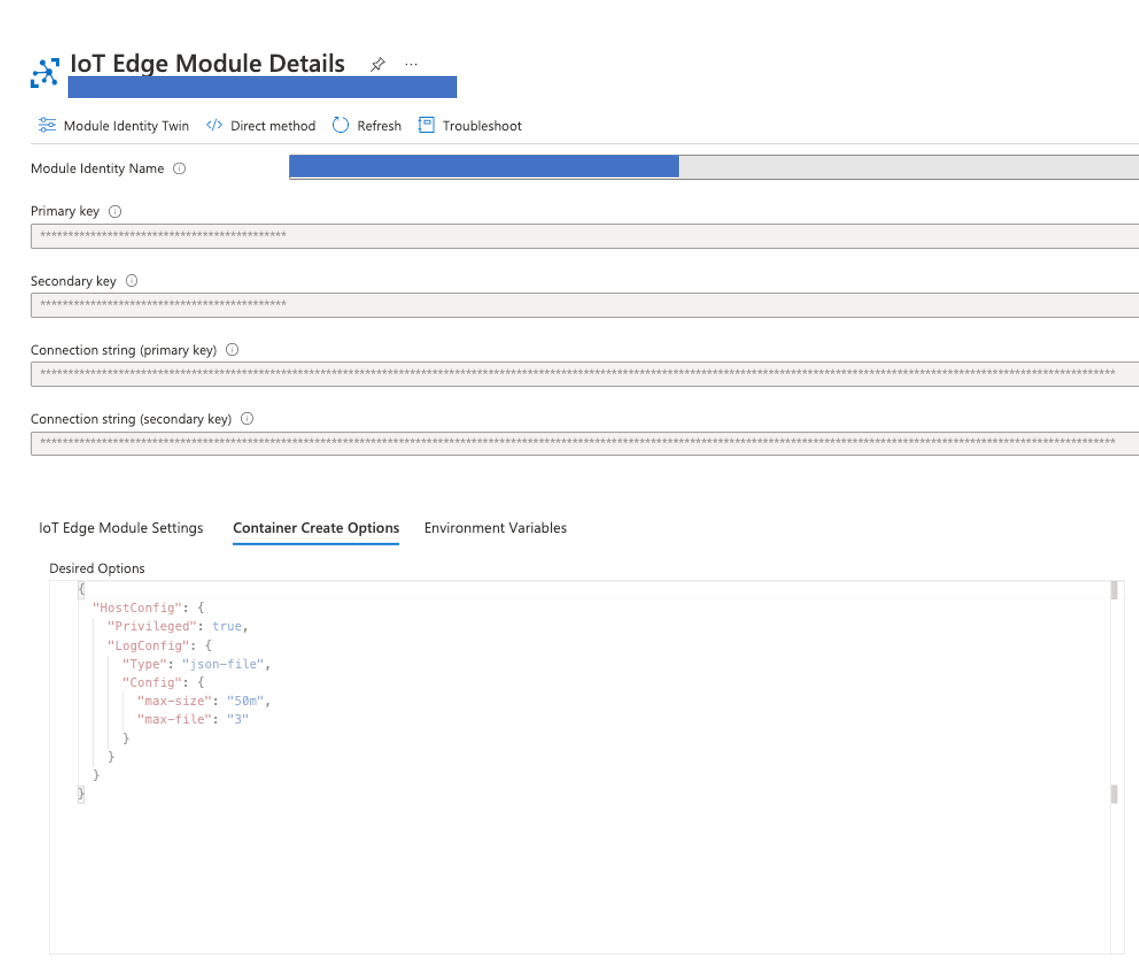 IoT Edge Module Details
Module Identity Twin </> Direct method Refresh Troubleshoot
Module Identity Name
Primary key
********************************************
Secondary key
********************************************
Connection string (primary key)
Connection string (secondary key)
IoT Edge Module Settings Container Create Options Environment Variables
Desired Options
{
"HostConfig": {
"Privileged": true,
"LogConfig": {
"Type": "json-file",
"Config": {
"max-size": "50m",
"max-file": "3"
}
}
}
}